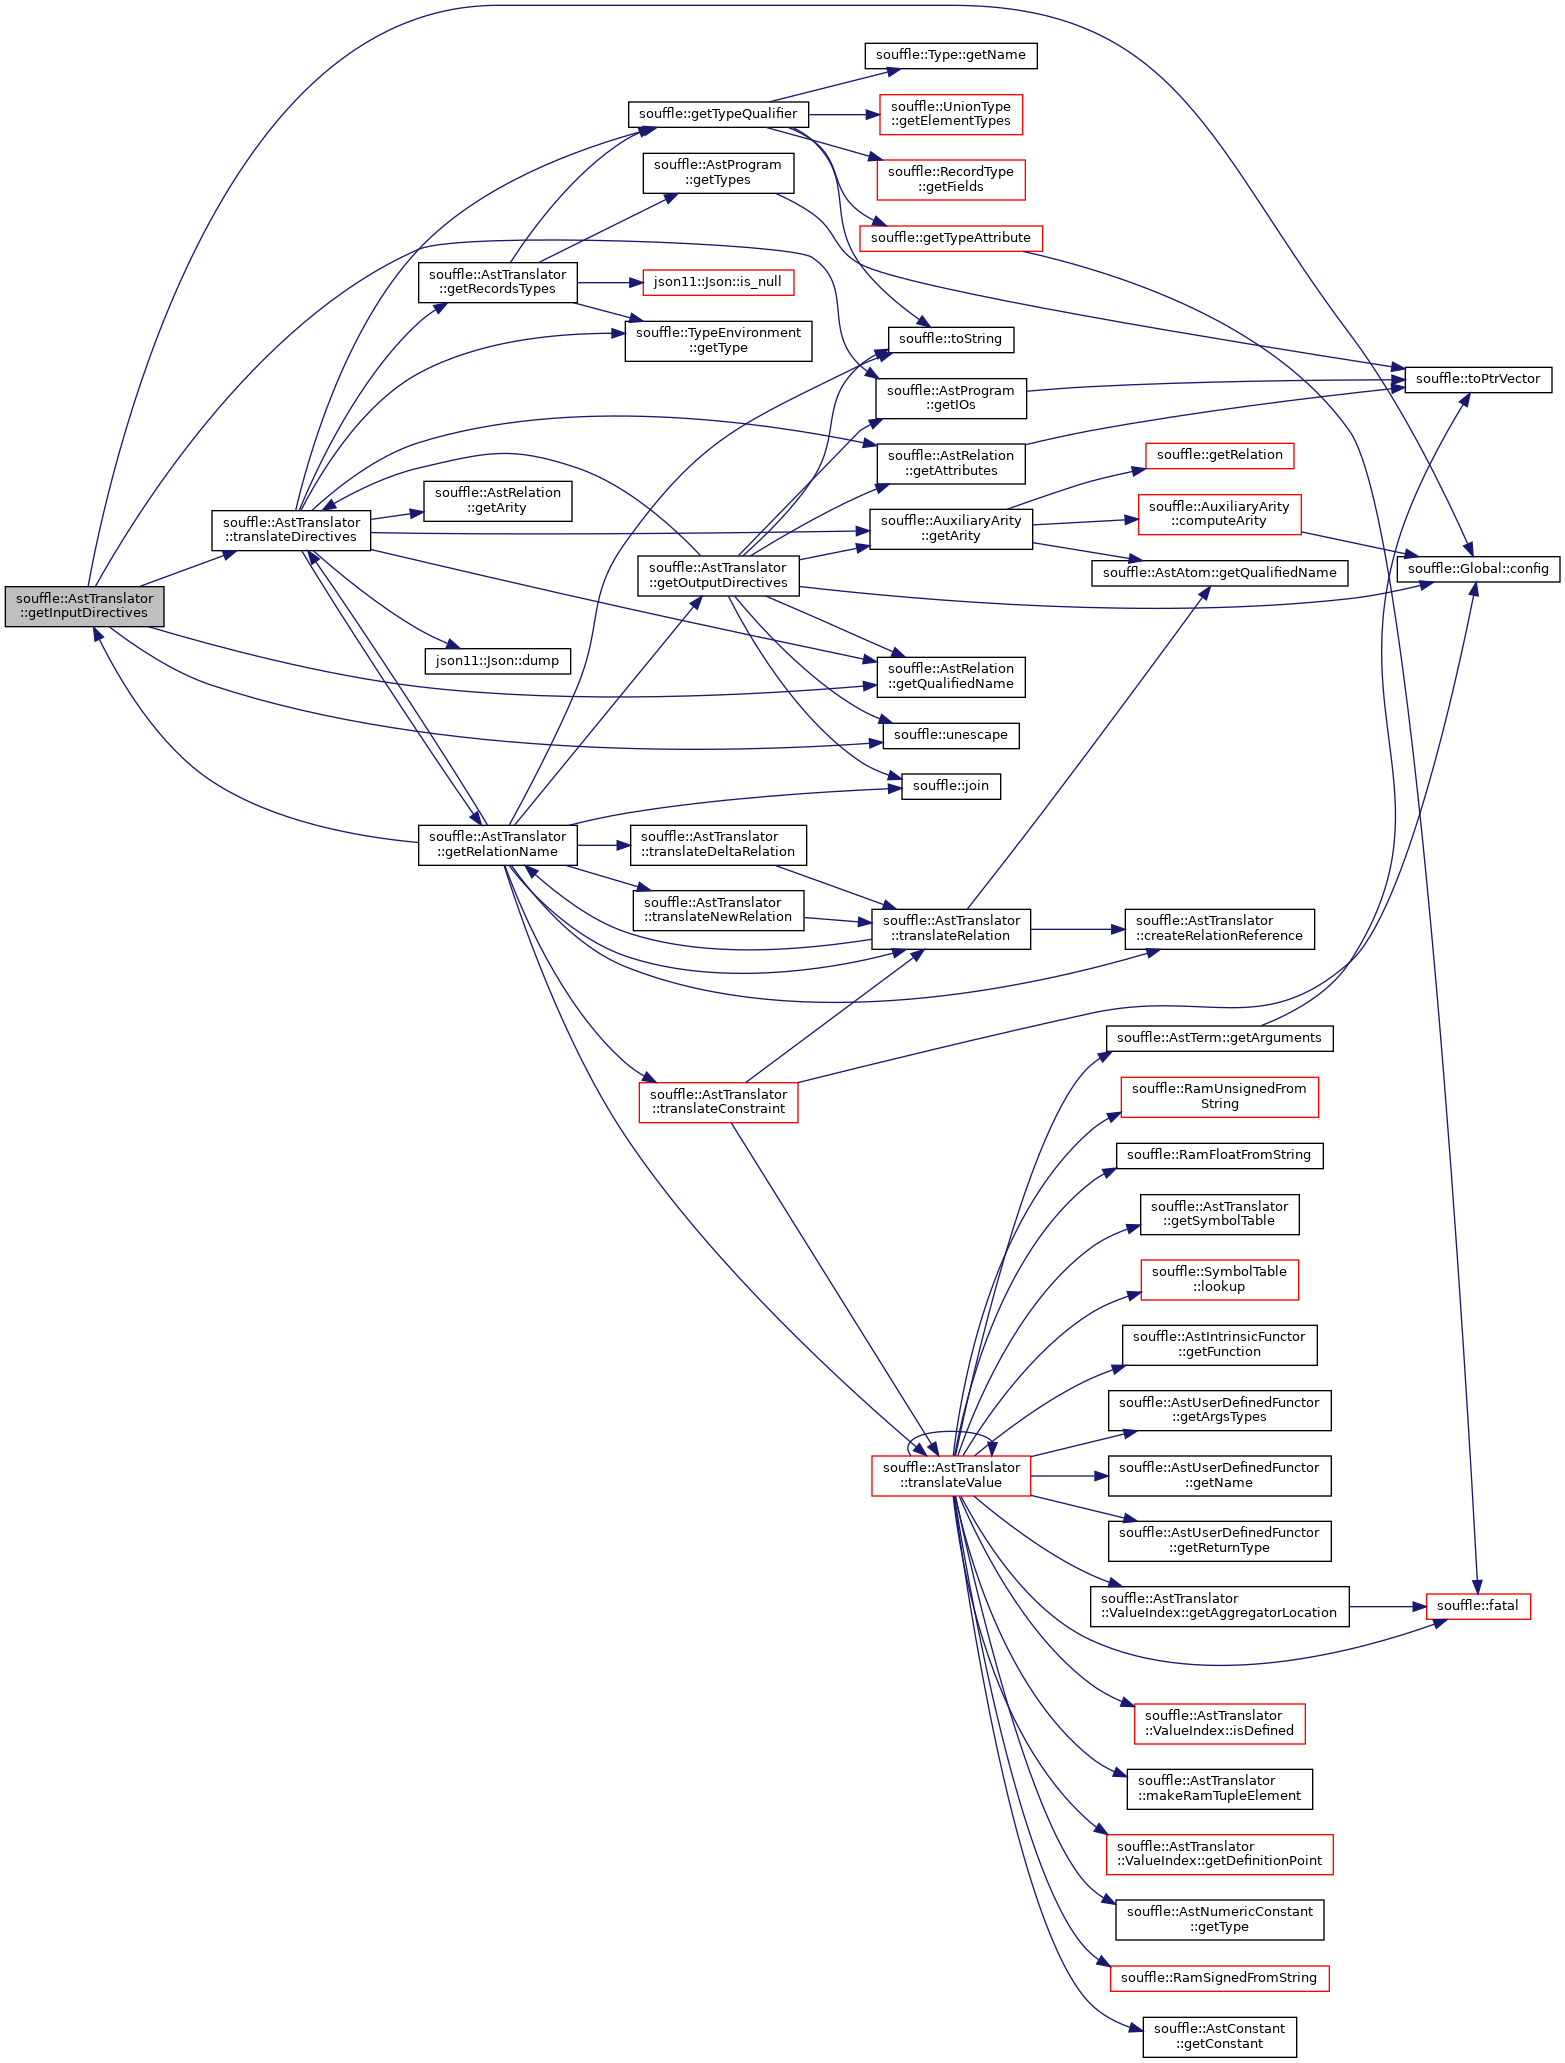 souffle::Type::getName
souffle::getTypeQualifier
souffle::UnionType
::getElementTypes
souffle::AstProgram
::getTypes
souffle::RecordType
::getFields
souffle::getTypeAttribute
souffle::AstTranslator
::getRecordsTypes
json11::Json::is_null
souffle::TypeEnvironment
::getType
souffle::toString
souffle::toPtrVector
souffle::AstProgram
::getIOs
souffle::AstRelation
::getAttributes
souffle::getRelation
souffle::AstRelation
::getArity
souffle::AstTranslator
::translateDirectives
souffle::AuxiliaryArity
::getArity
souffle::AuxiliaryArity
::computeArity
souffle::AstTranslator
::getOutputDirectives
souffle::AstAtom::getQualifiedName
souffle::Global::config
souffle::AstTranslator
::getInputDirectives
json11::Json::dump
souffle::AstRelation
::getQualifiedName
souffle::unescape
souffle::join
souffle::AstTranslator
::getRelationName
souffle::AstTranslator
::translateDeltaRelation
souffle::AstTranslator
::translateNewRelation
souffle::AstTranslator
::translateRelation
souffle::AstTranslator
::createRelationReference
souffle::AstTerm::getArguments
souffle::AstTranslator
::translateConstraint
souffle::RamUnsignedFrom
String
souffle::RamFloatFromString
souffle::AstTranslator
::getSymbolTable
souffle::SymbolTable
::lookup
souffle::AstIntrinsicFunctor
::getFunction
souffle::AstUserDefinedFunctor
::getArgsTypes
souffle::AstTranslator
::translateValue
souffle::AstUserDefinedFunctor
::getName
souffle::AstUserDefinedFunctor
::getReturnType
souffle::AstTranslator
::ValueIndex::getAggregatorLocation
souffle::fatal
souffle::AstTranslator
::ValueIndex::isDefined
souffle::AstTranslator
::makeRamTupleElement
souffle::AstTranslator
::ValueIndex::getDefinitionPoint
souffle::AstNumericConstant
::getType
souffle::RamSignedFromString
souffle::AstConstant
::getConstant